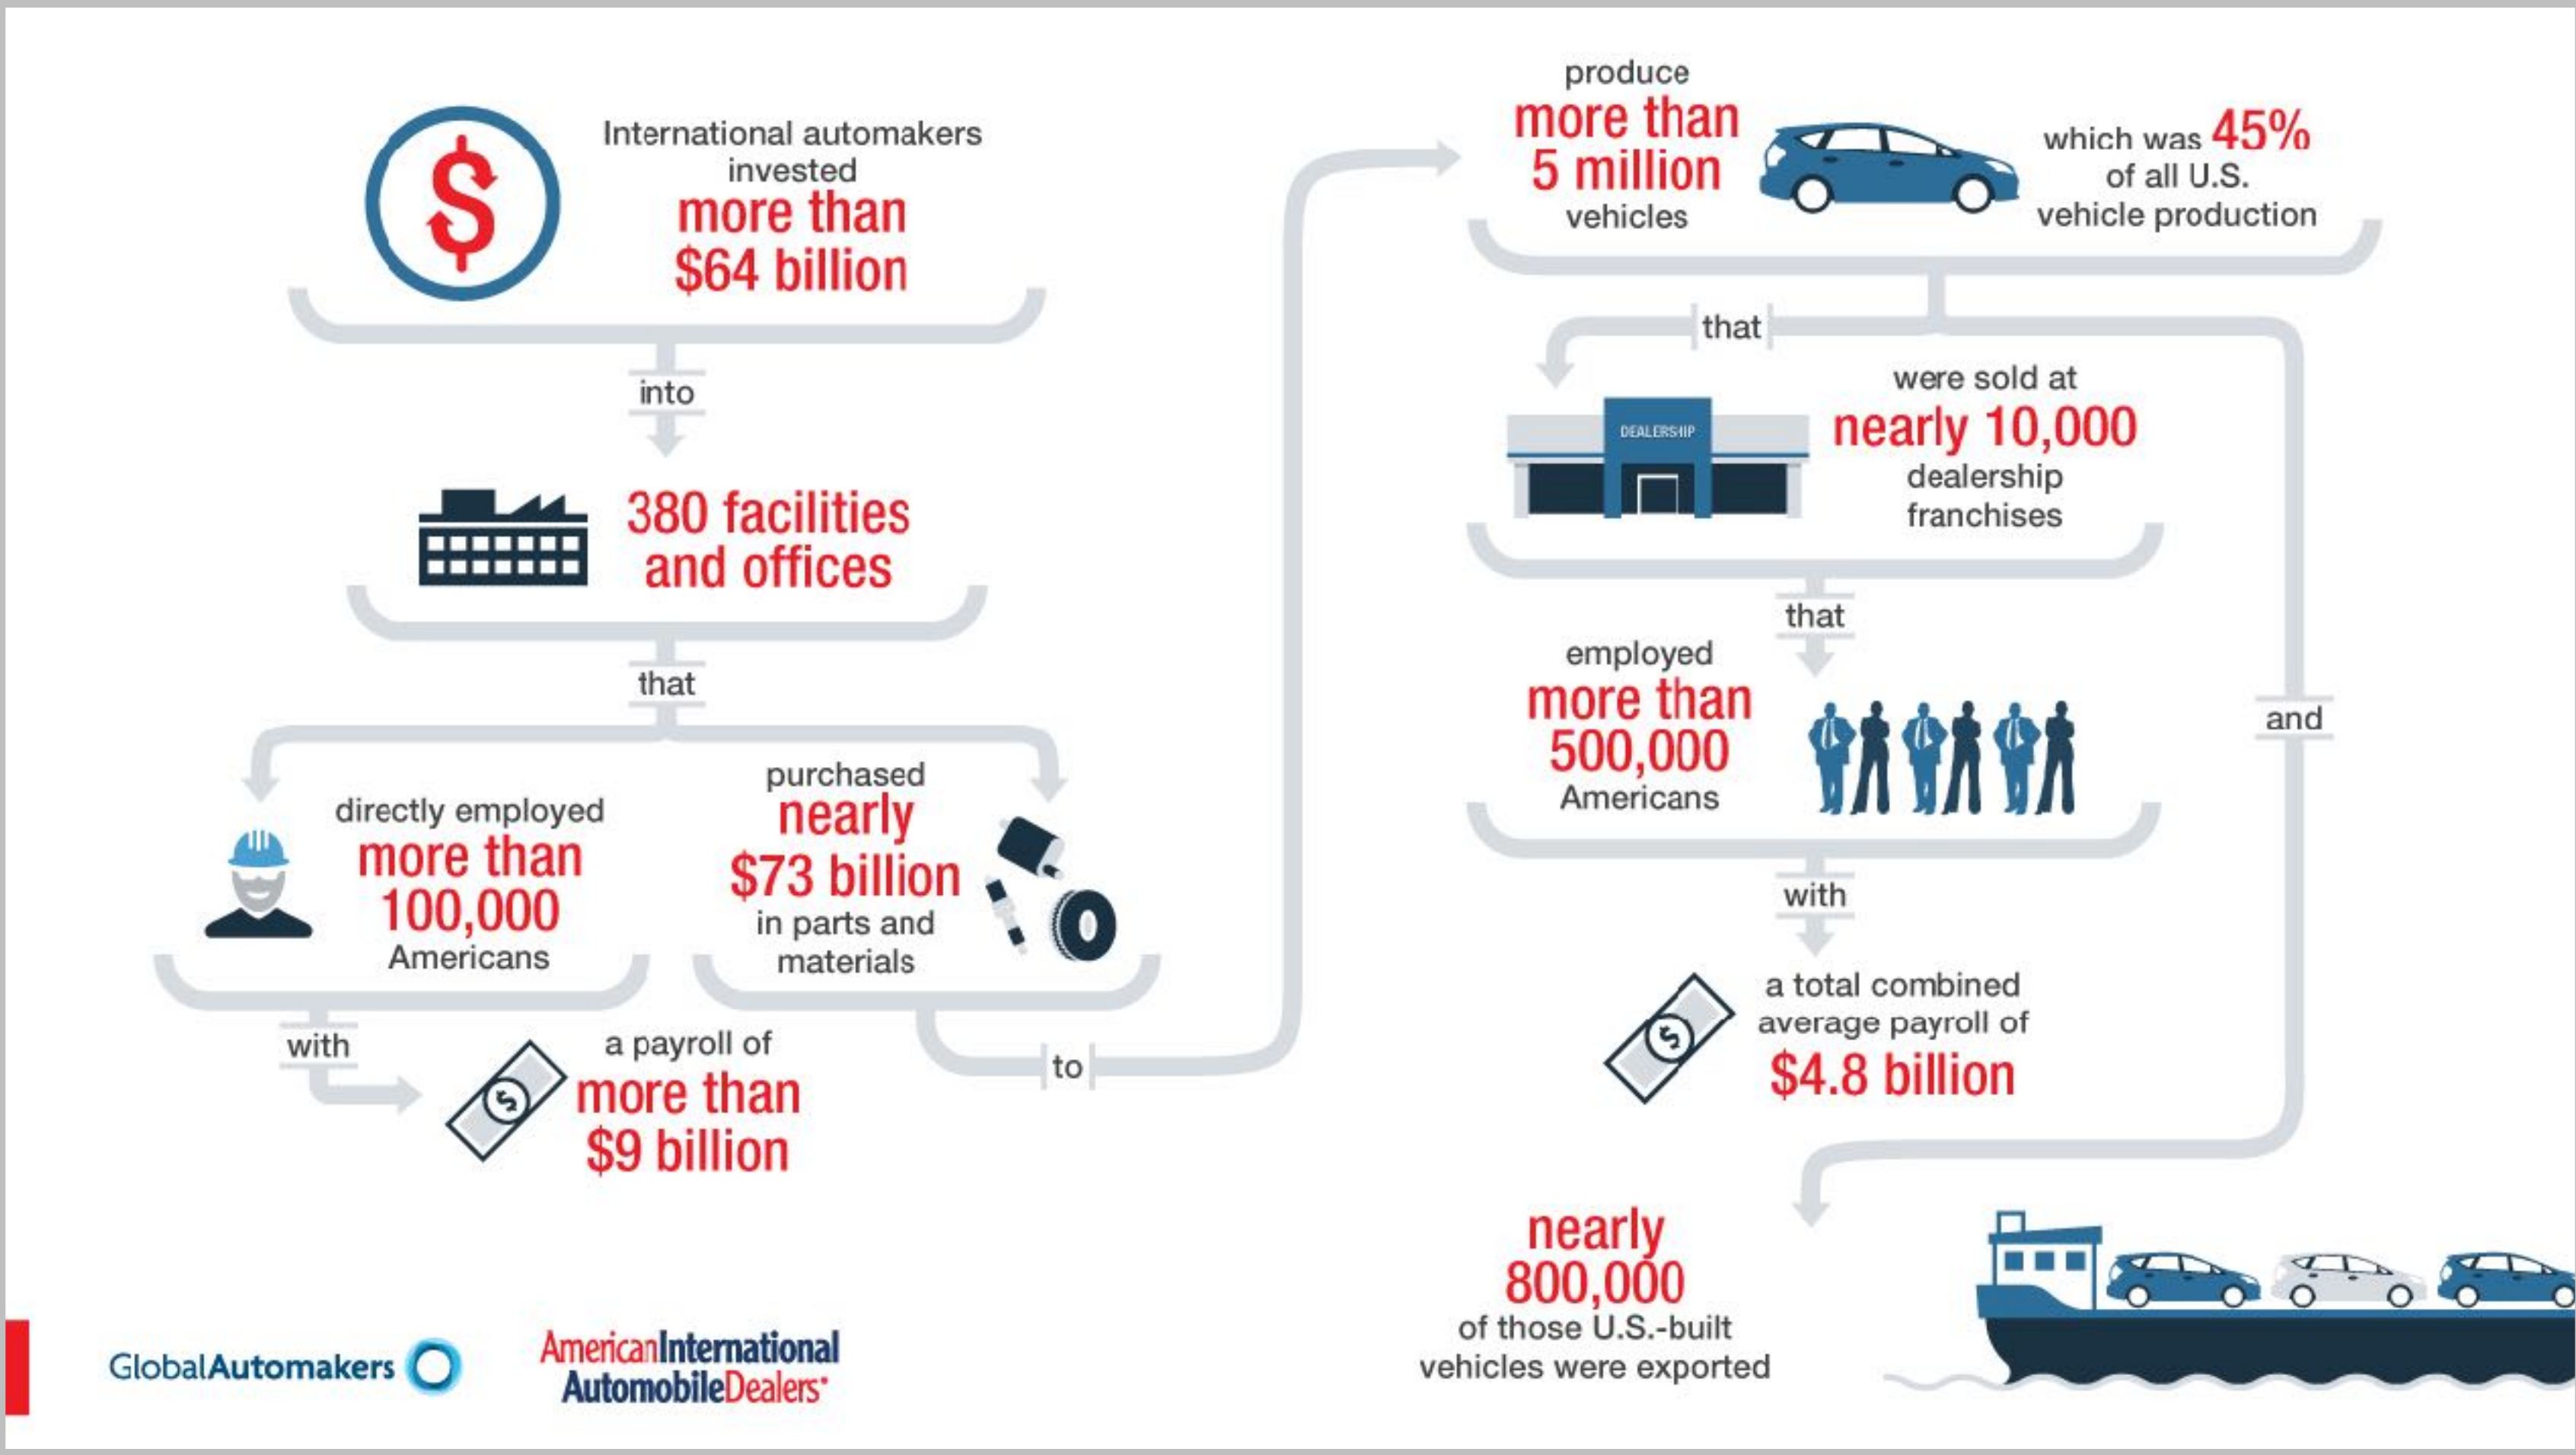 International automakers
invested
more than
$64 billion
into
380 facilities
and offices
that
directly employed
more than
100,000
Americans
with
a payroll of
more than
$9 billion
purchased
nearly
$73 billion
in parts and
materials
to
produce
more than
5 million
vehicles
which was 45%
of all U.S.
vehicle production
that
DEALERSHIP
were sold at
nearly 10,000
dealership
franchises
that
employed
more than
500,000
Americans
with
a total combined
average payroll of
$4.8 billion
and
nearly
800,000
of those U.S.-built
vehicles were exported
GlobalAutomakers
AmericanInternational
AutomobileDealers